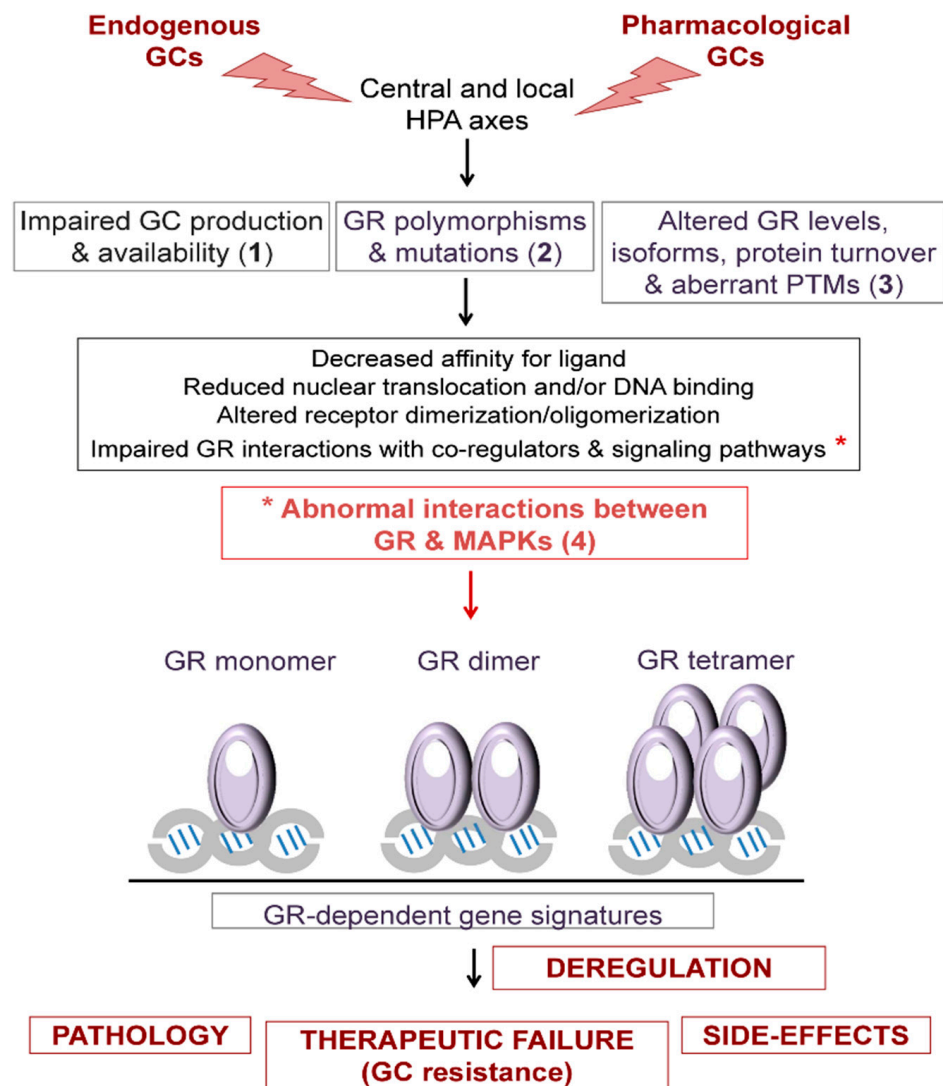 Endogenous
GCs
Pharmacological
GCs
Central and local
HPA axes
Impaired GC production
& availability (1)
GR polymorphisms
& mutations (2)
Altered GR levels,
isoforms, protein turnover
& aberrant PTMs (3)
Decreased affinity for ligand
Reduced nuclear translocation and/or DNA binding
Altered receptor dimerization/oligomerization
Impaired GR interactions with co-regulators & signaling pathways *
* Abnormal interactions between
GR & MAPKs (4)
GR monomer
GR dimer
GR tetramer
GR-dependent gene signatures
DEREGULATION
PATHOLOGY
THERAPEUTIC FAILURE
(GC resistance)
SIDE-EFFECTS